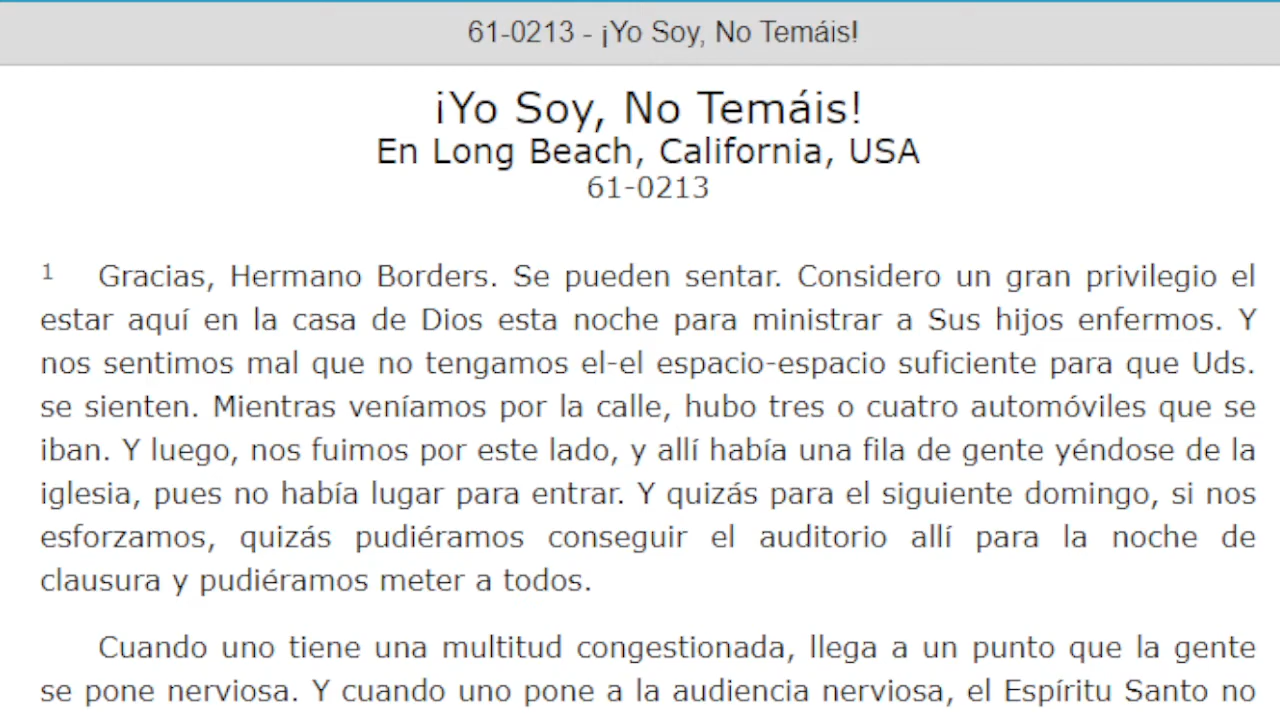 61-0213 - ¡Yo Soy, No Temáis!
¡Yo Soy, No Temáis!
En Long Beach, California, USA
61-0213
1 Gracias, Hermano Borders. Se pueden sentar. Considero un gran privilegio el
estar aquí en la casa de Dios esta noche para ministrar a Sus hijos enfermos. Y
nos sentimos mal que no tengamos el-el espacio-espacio suficiente para que Uds.
se sienten. Mientras veníamos por la calle, hubo tres o cuatro automóviles que se
iban. Y luego, nos fuimos por este lado, y allí había una fila de gente yéndose de la
iglesia, pues no había lugar para entrar. Y quizás para el siguiente domingo, si nos
esforzamos, quizás pudiéramos conseguir el auditorio allí para la noche de
clausura y pudiéramos meter a todos.
Cuando uno tiene una multitud congestionada, llega a un punto que la gente
se pone nerviosa. Y cuando uno pone a la audiencia nerviosa, el Espíritu Santo no